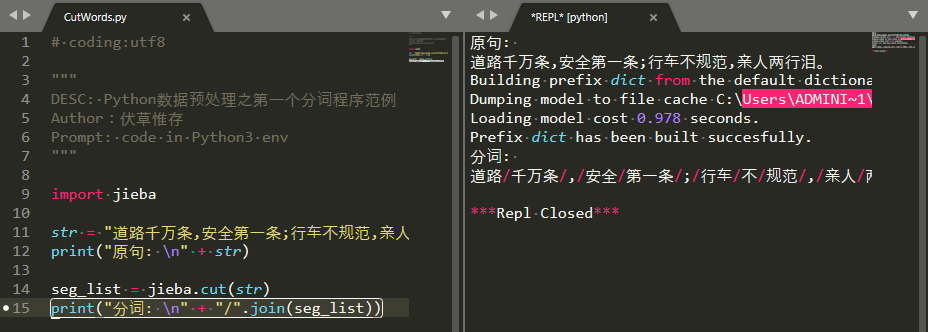 CutWords.py
1 # coding:utf8
2
3 """
4 DESC: Python数据预处理之第一个分词程序范例
5 Author：伏草惟存
6 Prompt: code in Python3 env
7 """
8
9 import jieba
10
11 str = "道路千万条,安全第一条;行车不规范,亲人
12 print("原句: \n" + str)
13
14 seg_list = jieba.cut(str)
15 print("分词: \n" + "/".join(seg_list))
*REPL* [python]
原句:
道路千万条,安全第一条;行车不规范,亲人两行泪。
Building prefix dict from the default dictiona
Dumping model to file cache C:\Users\ADMINI~1\
Loading model cost 0.978 seconds.
Prefix dict has been built succesfully.
分词:
道路/千万条/,/安全/第一条/;/行车/不/规范/,/亲人/两
***Repl Closed***